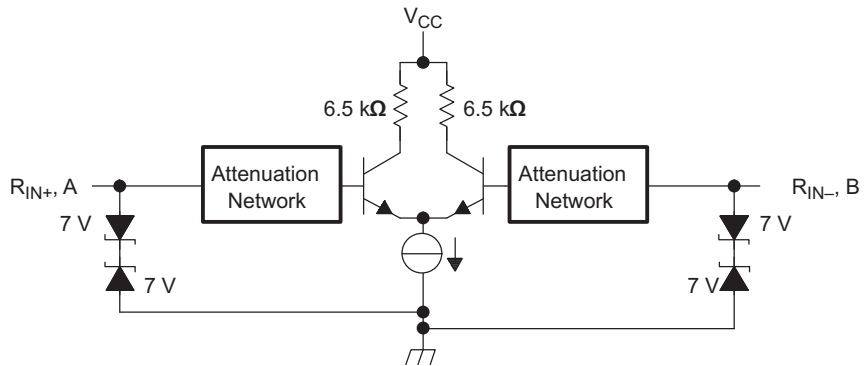 V_CC
6.5 kΩ 6.5 kΩ
Attenuation
Network
Attenuation
Network
R_IN+, A
R_IN–, B
7 V
7 V
7 V
7 V